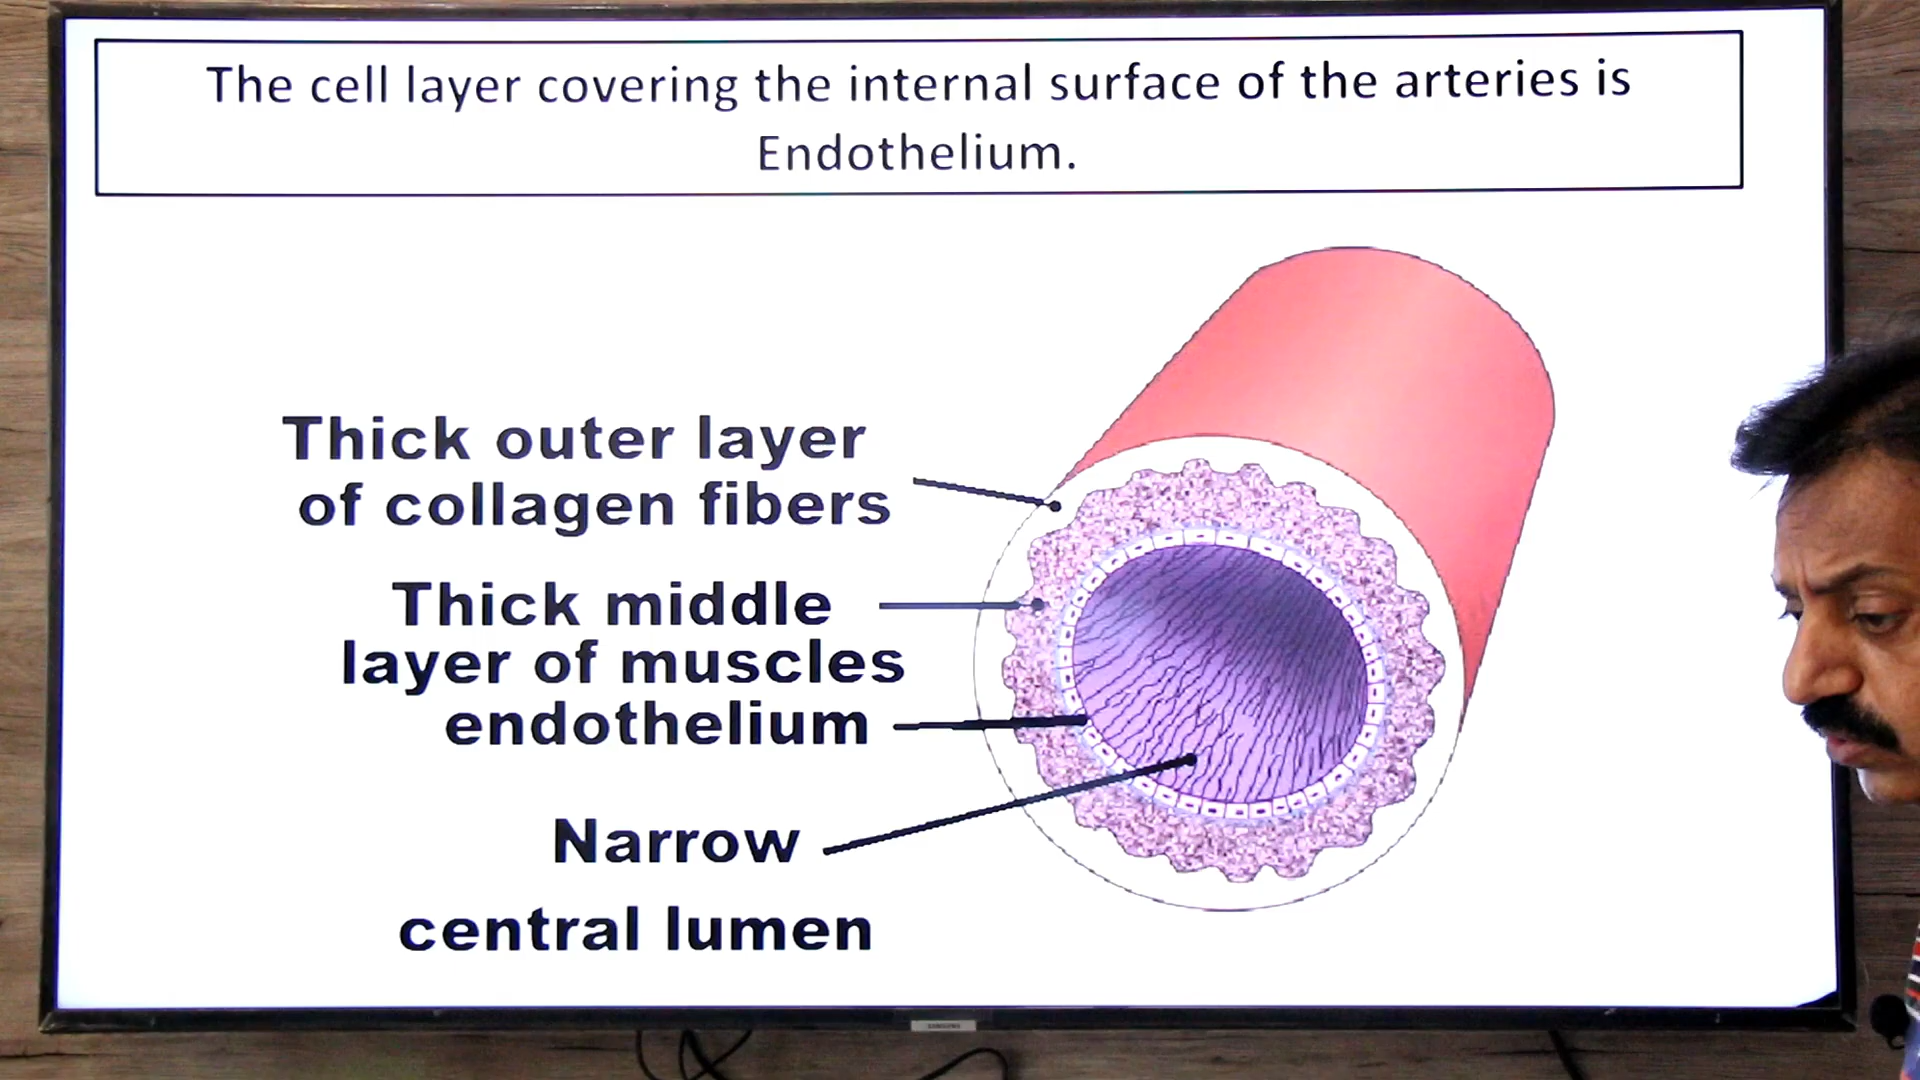 The cell layer covering the internal surface of the arteries is
Endothelium.
Thick outer layer
of collagen fibers
Thick middle
layer of muscles
endothelium
Narrow
central lumen
SAMSUNG